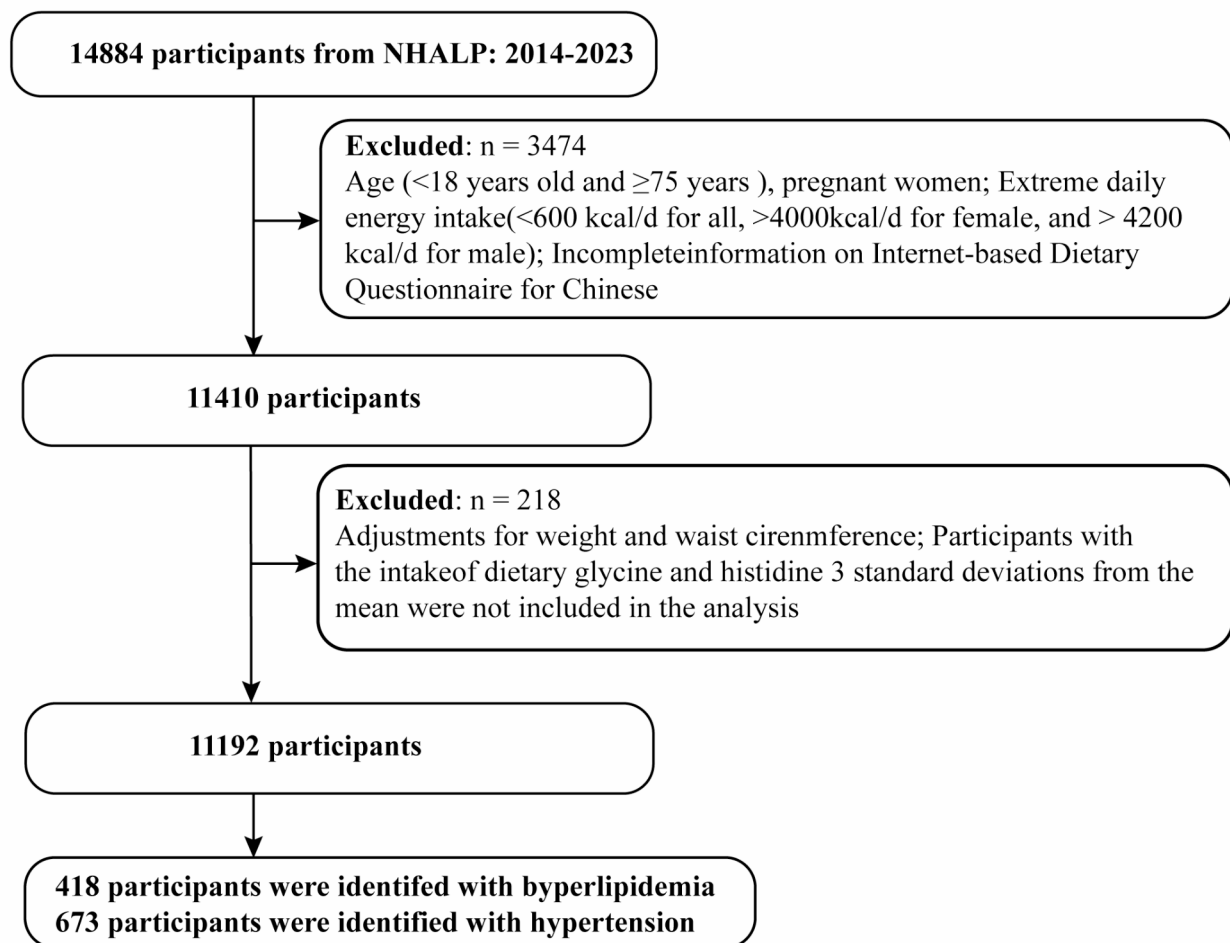 14884 participants from NHALP: 2014-2023
Excluded: n = 3474
Age (<18 years old and ≥75 years ), pregnant women; Extreme daily
energy intake(<600 kcal/d for all, >4000kcal/d for female, and > 4200
kcal/d for male); Incompleteinformation on Internet-based Dietary
Questionnaire for Chinese
11410 participants
Excluded: n = 218
Adjustments for weight and waist cirenmference; Participants with
the intakeof dietary glycine and histidine 3 standard deviations from the
mean were not included in the analysis
11192 participants
418 participants were identifed with byperlipidemia
673 participants were identified with hypertension